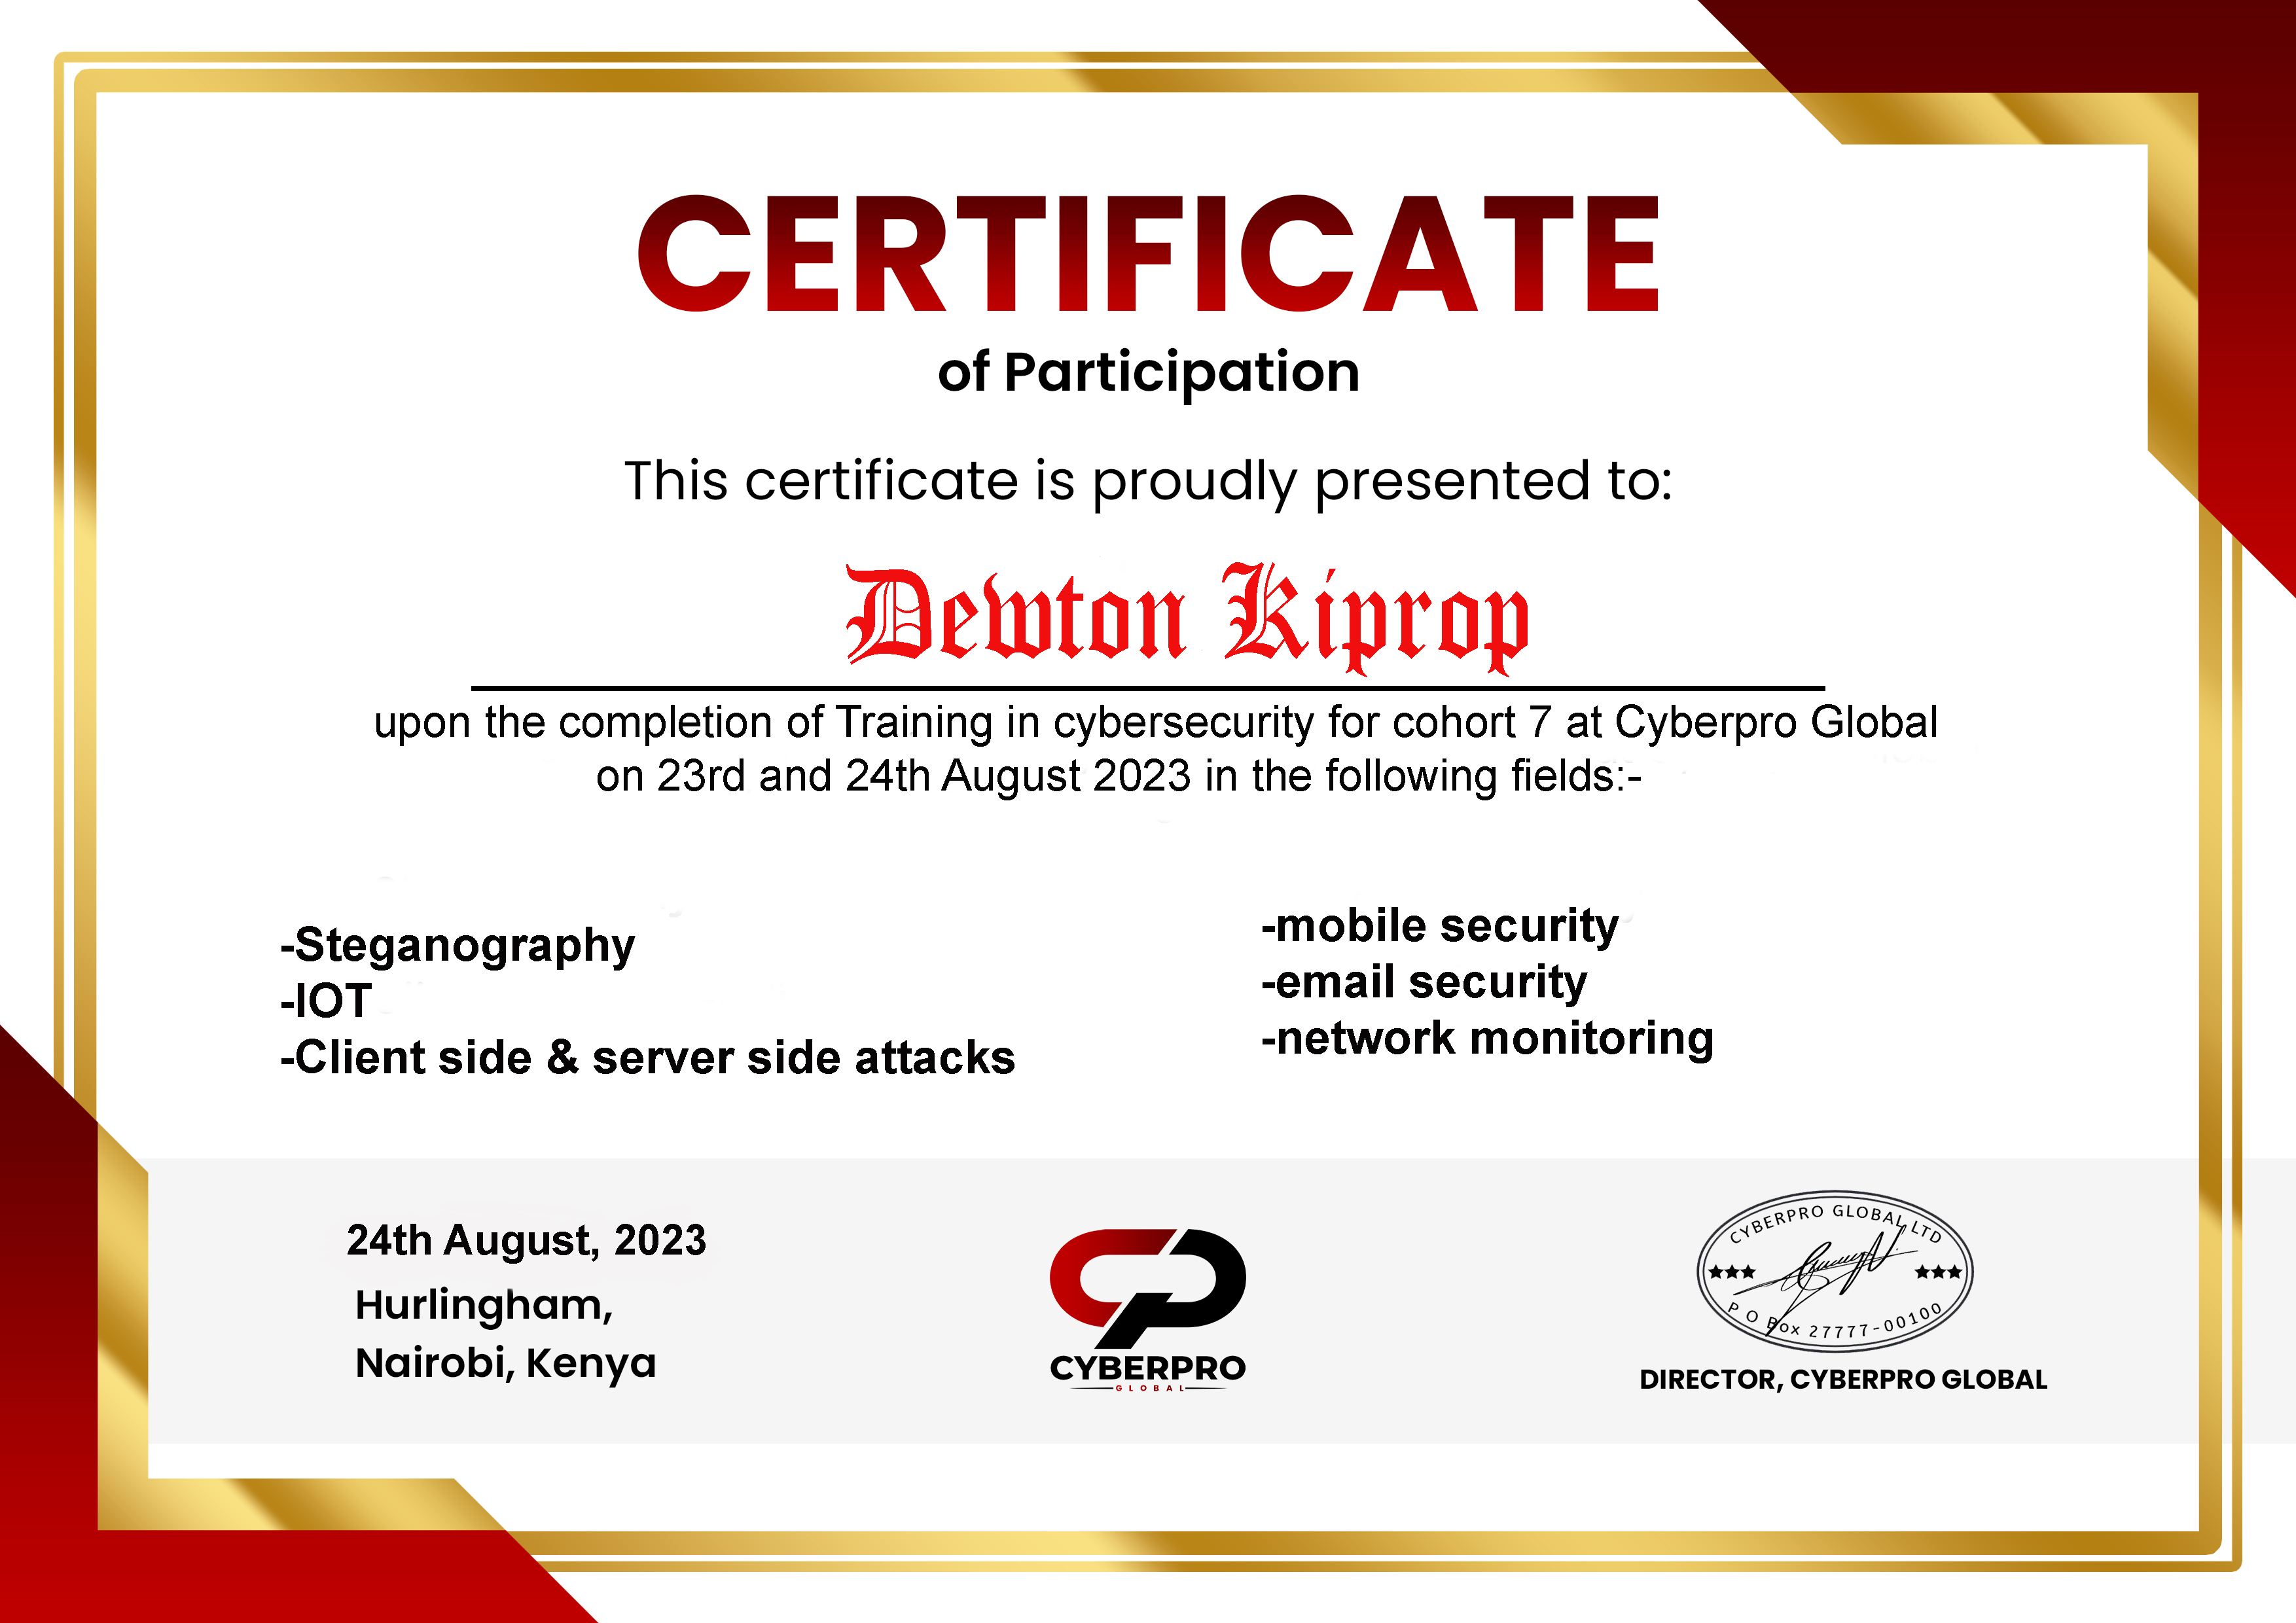 CERTIFICATE
of Participation
This certificate is proudly presented to:
Dewton Kiprop
upon the completion of Training in cybersecurity for cohort 7 at Cyberpro Global
on 23rd and 24th August 2023 in the following fields:-
-Steganography
-IOT
-Client side & server side attacks
-mobile security
-email security
-network monitoring
24th August, 2023
Hurlingham,
Nairobi, Kenya
CYBERPRO
GLOBAL
CYBERPRO GLOBAL LTD
P O Box 27777-00100
DIRECTOR, CYBERPRO GLOBAL